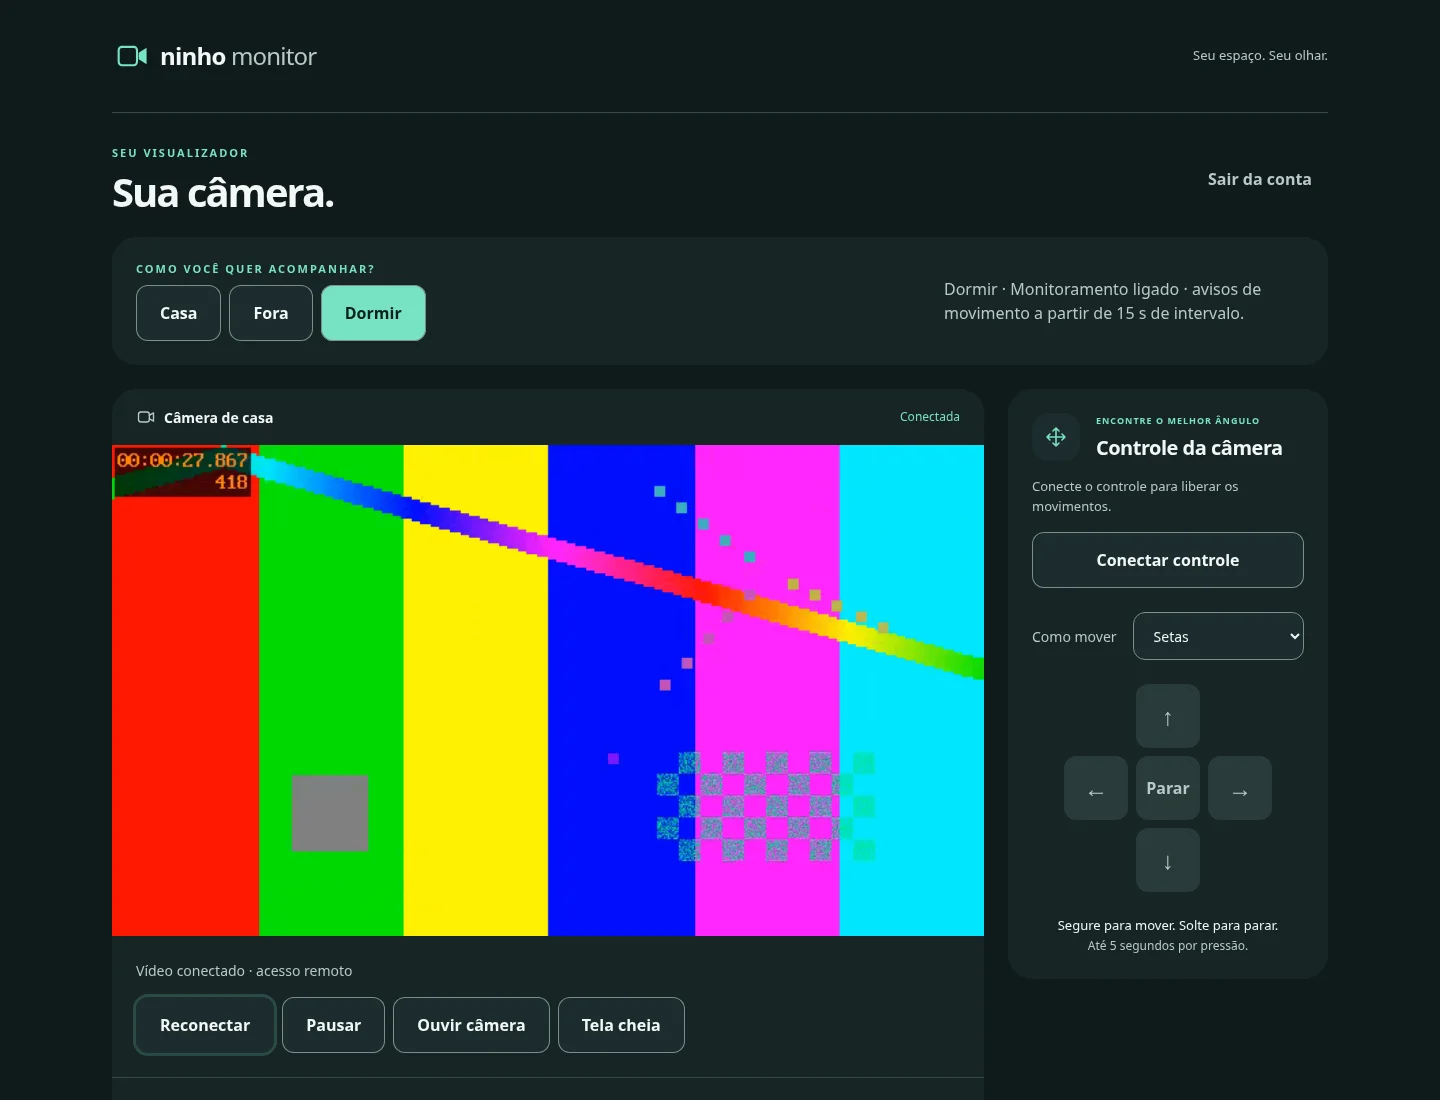 ninho monitor
Seu espaço. Seu olhar.
SEU VISUALIZADOR
Sua câmera.
Sair da conta
COMO VOCÊ QUER ACOMPANHAR?
Casa
Fora
Dormir
Dormir · Monitoramento ligado · avisos de
movimento a partir de 15 s de intervalo.
Câmera de casa
Conectada
00:00:27.867
418
Vídeo conectado · acesso remoto
Reconectar
Pausar
Ouvir câmera
Tela cheia
ENCONTRE O MELHOR ÂNGULO
Controle da câmera
Conecte o controle para liberar os
movimentos.
Conectar controle
Como mover
Setas
↑
←
Parar
→
↓
Segure para mover. Solte para parar.
Até 5 segundos por pressão.